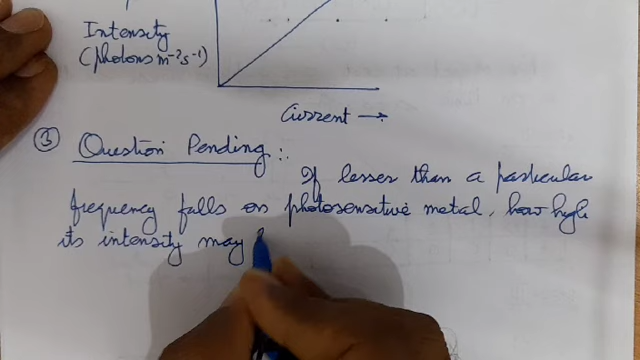 Intensity
(photons m⁻² s⁻¹)
Current →
③ Question Pending :.
If lesser than a particular
frequency falls on photosensitive metal, how high
its intensity may